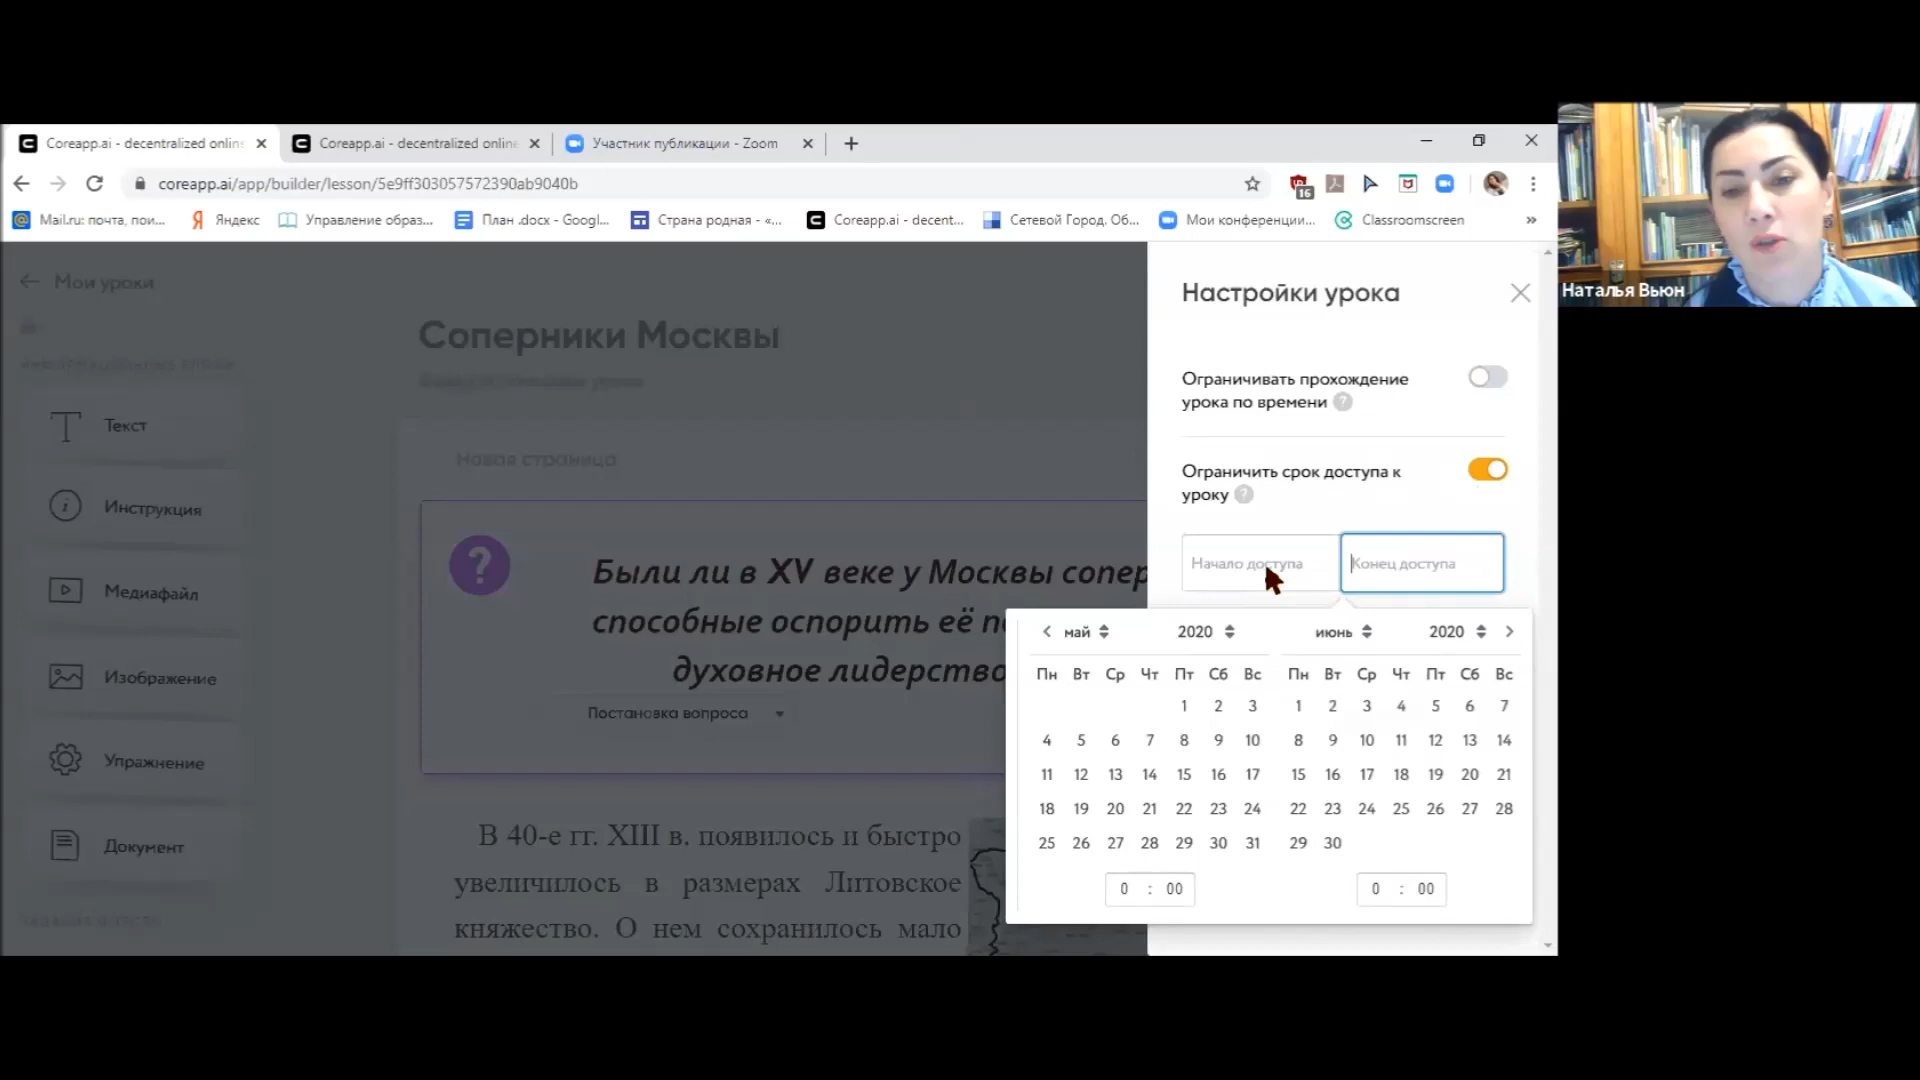 Coreapp.ai - decentralized onlin
Coreapp.ai - decentralized online
Участник публикации - Zoom
coreapp.ai/app/builder/lesson/5e9ff303057572390ab9040b
16
Mail.ru: почта, пои...
Яндекс
Управление образ...
План .docx - Googl...
Страна родная - «...
Coreapp.ai - decent...
Сетевой Город. Об...
Мои конференции...
Classroomscreen
»
Наталья Вьюн
Мои уроки
Текст
Инструкция
Медиафайл
Изображение
Упражнение
Документ
Соперники Москвы
Новая страница
Были ли в XV веке у Москвы сопер
способные оспорить её п
духовное лидерство
Постановка вопроса
В 40-е гг. XIII в. появилось и быстро
увеличилось в размерах Литовское
княжество. О нем сохранилось мало
Настройки урока
Ограничивать прохождение
урока по времени ?
Ограничить срок доступа к
уроку ?
Начало доступа
Конец доступа
май 2020
Пн Вт Ср Чт Пт Сб Вс
1 2 3
4 5 6 7 8 9 10
11 12 13 14 15 16 17
18 19 20 21 22 23 24
25 26 27 28 29 30 31
0 : 00
июнь 2020
Пн Вт Ср Чт Пт Сб Вс
1 2 3 4 5 6 7
8 9 10 11 12 13 14
15 16 17 18 19 20 21
22 23 24 25 26 27 28
29 30
0 : 00